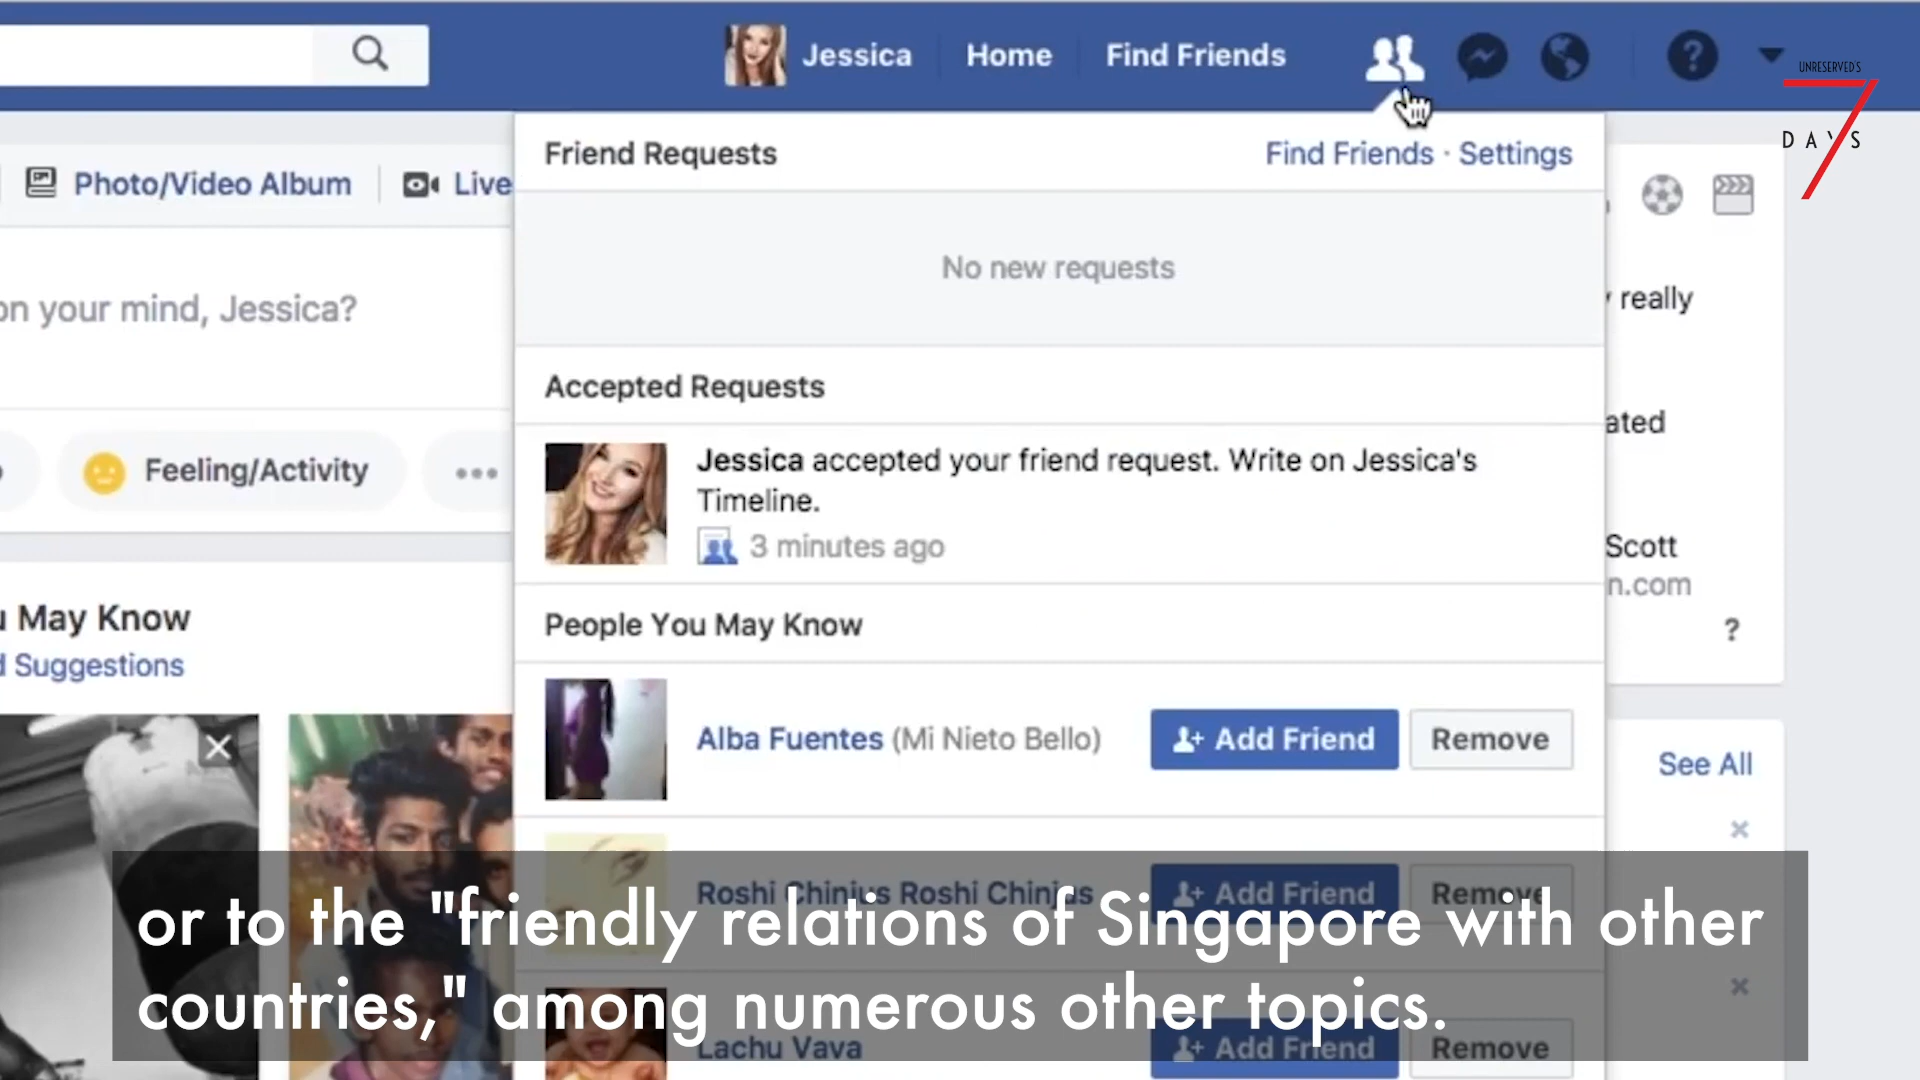 Jessica
Home
Find Friends
UNRESERVED'S
7
DAYS
Friend Requests
Find Friends · Settings
Photo/Video Album
Live
No new requests
on your mind, Jessica?
really
Accepted Requests
ated
Jessica accepted your friend request. Write on Jessica's
Timeline.
3 minutes ago
Feeling/Activity
Scott
n.com
?
People You May Know
May Know
Suggestions
Alba Fuentes (Mi Nieto Bello)
Add Friend
Remove
See All
Roshi Chinjus Roshi Chinjus
Add Friend
Remove
or to the "friendly relations of Singapore with other
countries," among numerous other topics.
Lachu Vava
Add Friend
Remove